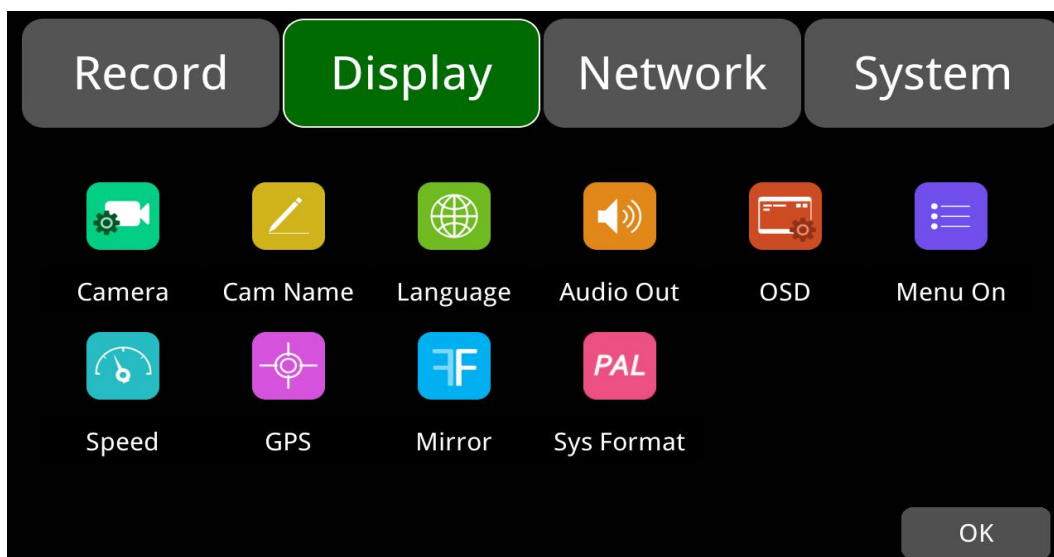 Record Display Network System
Camera Cam Name Language Audio Out OSD Menu On
PAL
Speed GPS Mirror Sys Format
OK